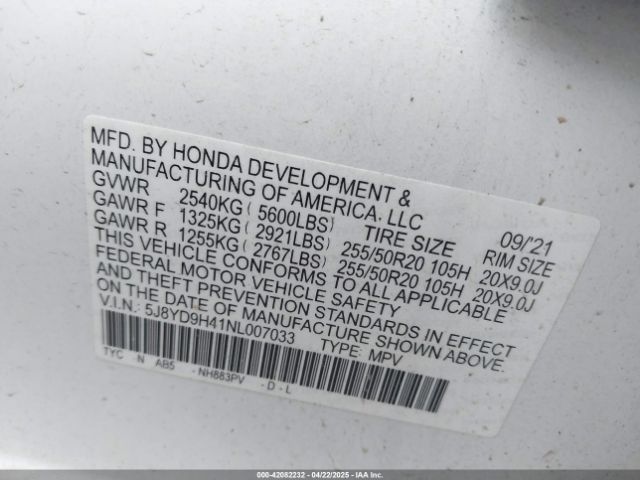 MFD. BY HONDA DEVELOPMENT &
MANUFACTURING OF AMERICA, LLC 09/21
GVWR 2540KG ( 5600LBS) TIRE SIZE RIM SIZE
GAWR F 1325KG ( 2921LBS) 255/50R20 105H 20X9.0J
GAWR R 1255KG ( 2767LBS) 255/50R20 105H 20X9.0J
THIS VEHICLE CONFORMS TO ALL APPLICABLE
FEDERAL MOTOR VEHICLE SAFETY
AND THEFT PREVENTION STANDARDS IN EFFECT
ON THE DATE OF MANUFACTURE SHOWN ABOVE.
V.I.N.: 5J8YD9H41NL007033 TYPE: MPV
TYC N AB5 - NH883PV - D - L
000-42082232 - 04/22/2025 - IAA Inc.